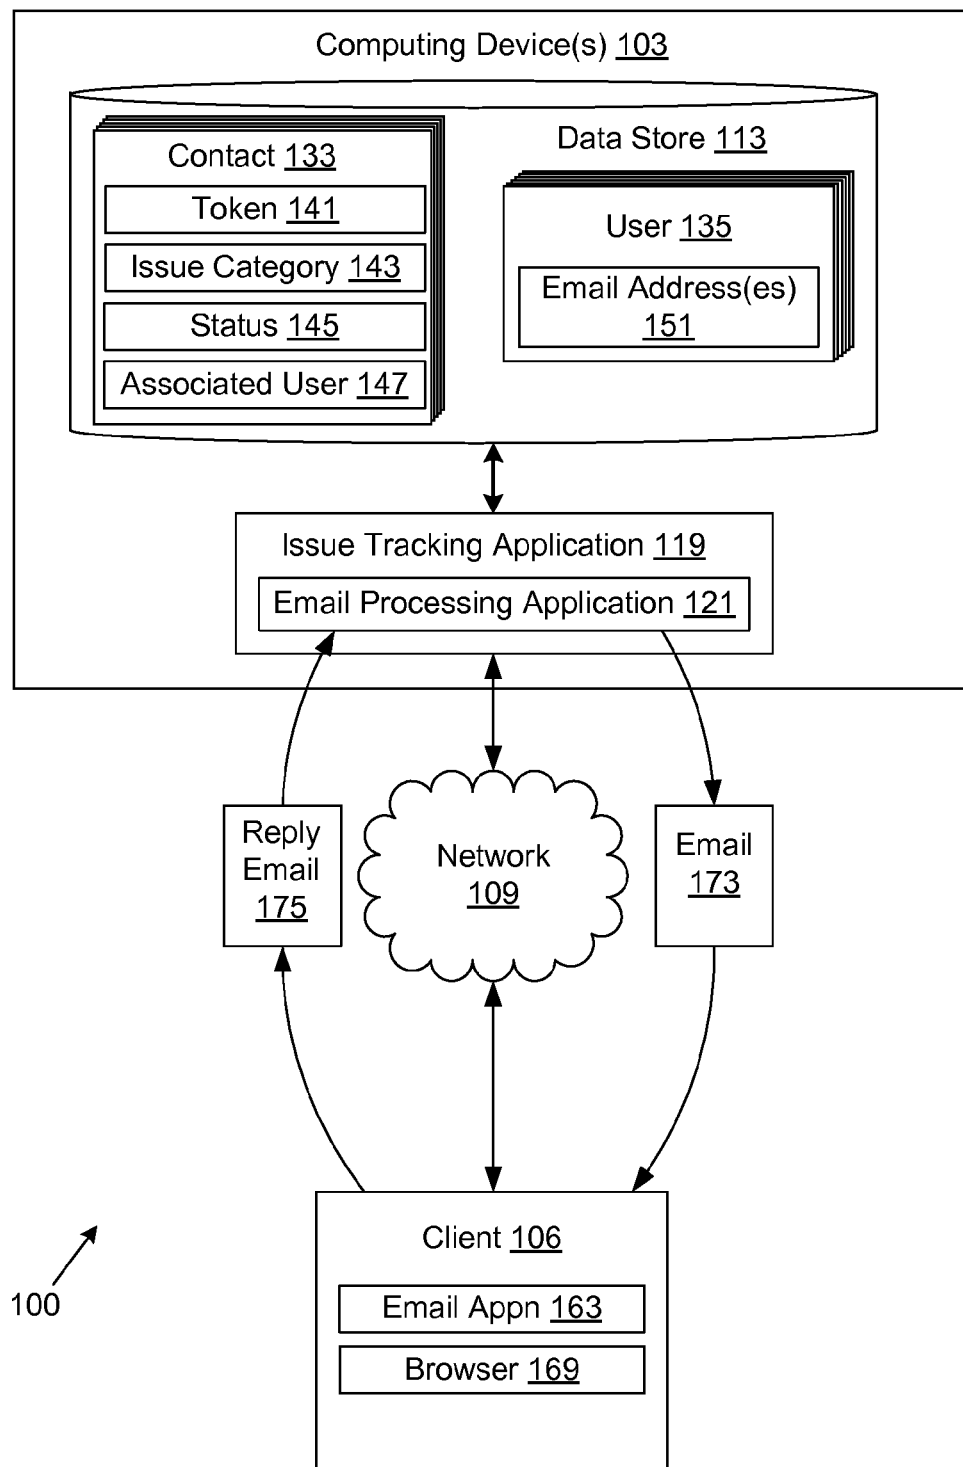 Computing Device(s) 103
Data Store 113
Contact 133
Token 141
Issue Category 143
Status 145
Associated User 147
User 135
Email Address(es)
151
Issue Tracking Application 119
Email Processing Application 121
Reply
Email
175
Network
109
Email
173
Client 106
Email Appn 163
Browser 169
100